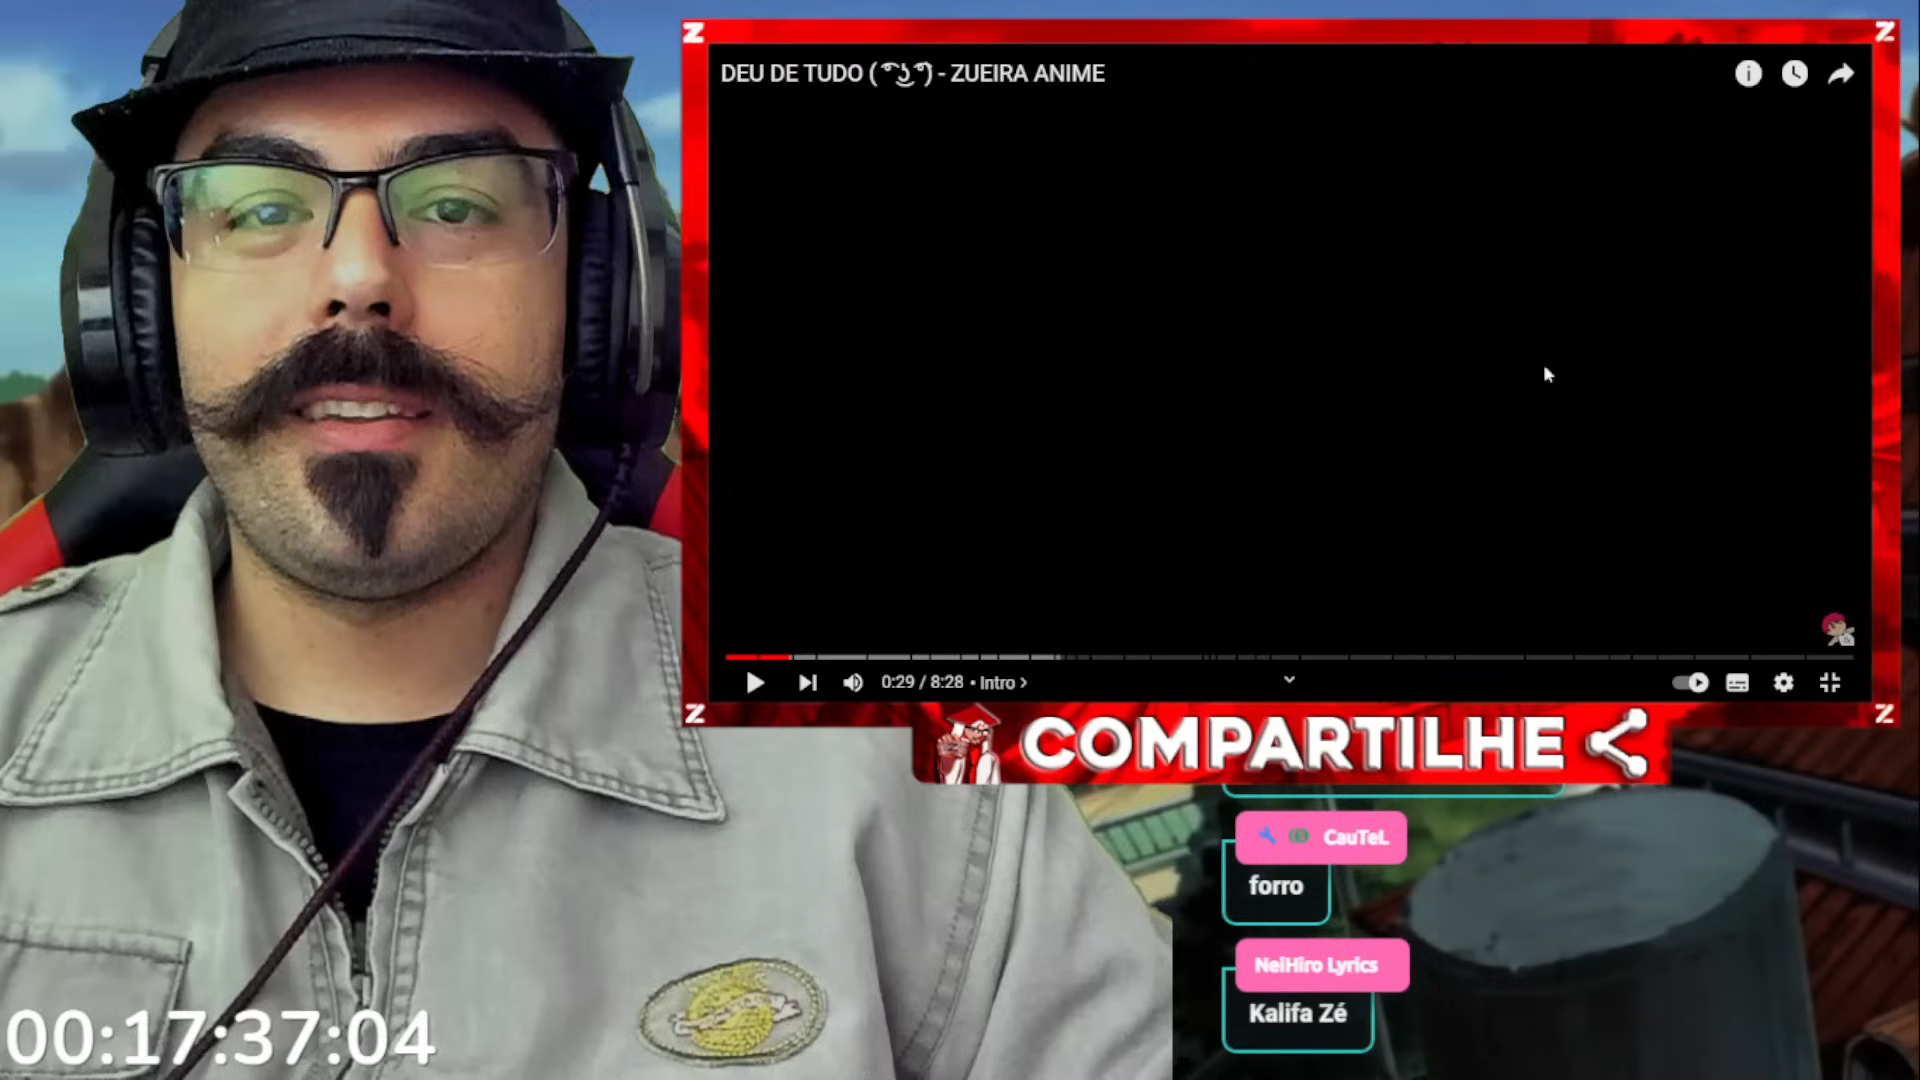 Z
Z
DEU DE TUDO ( ͡° ͜ʖ ͡°) - ZUEIRA ANIME
0:29 / 8:28 • Intro ›
Z
Z
COMPARTILHE
CauTeL
forro
NeiHiro Lyrics
Kalifa Zé
00:17:37:04